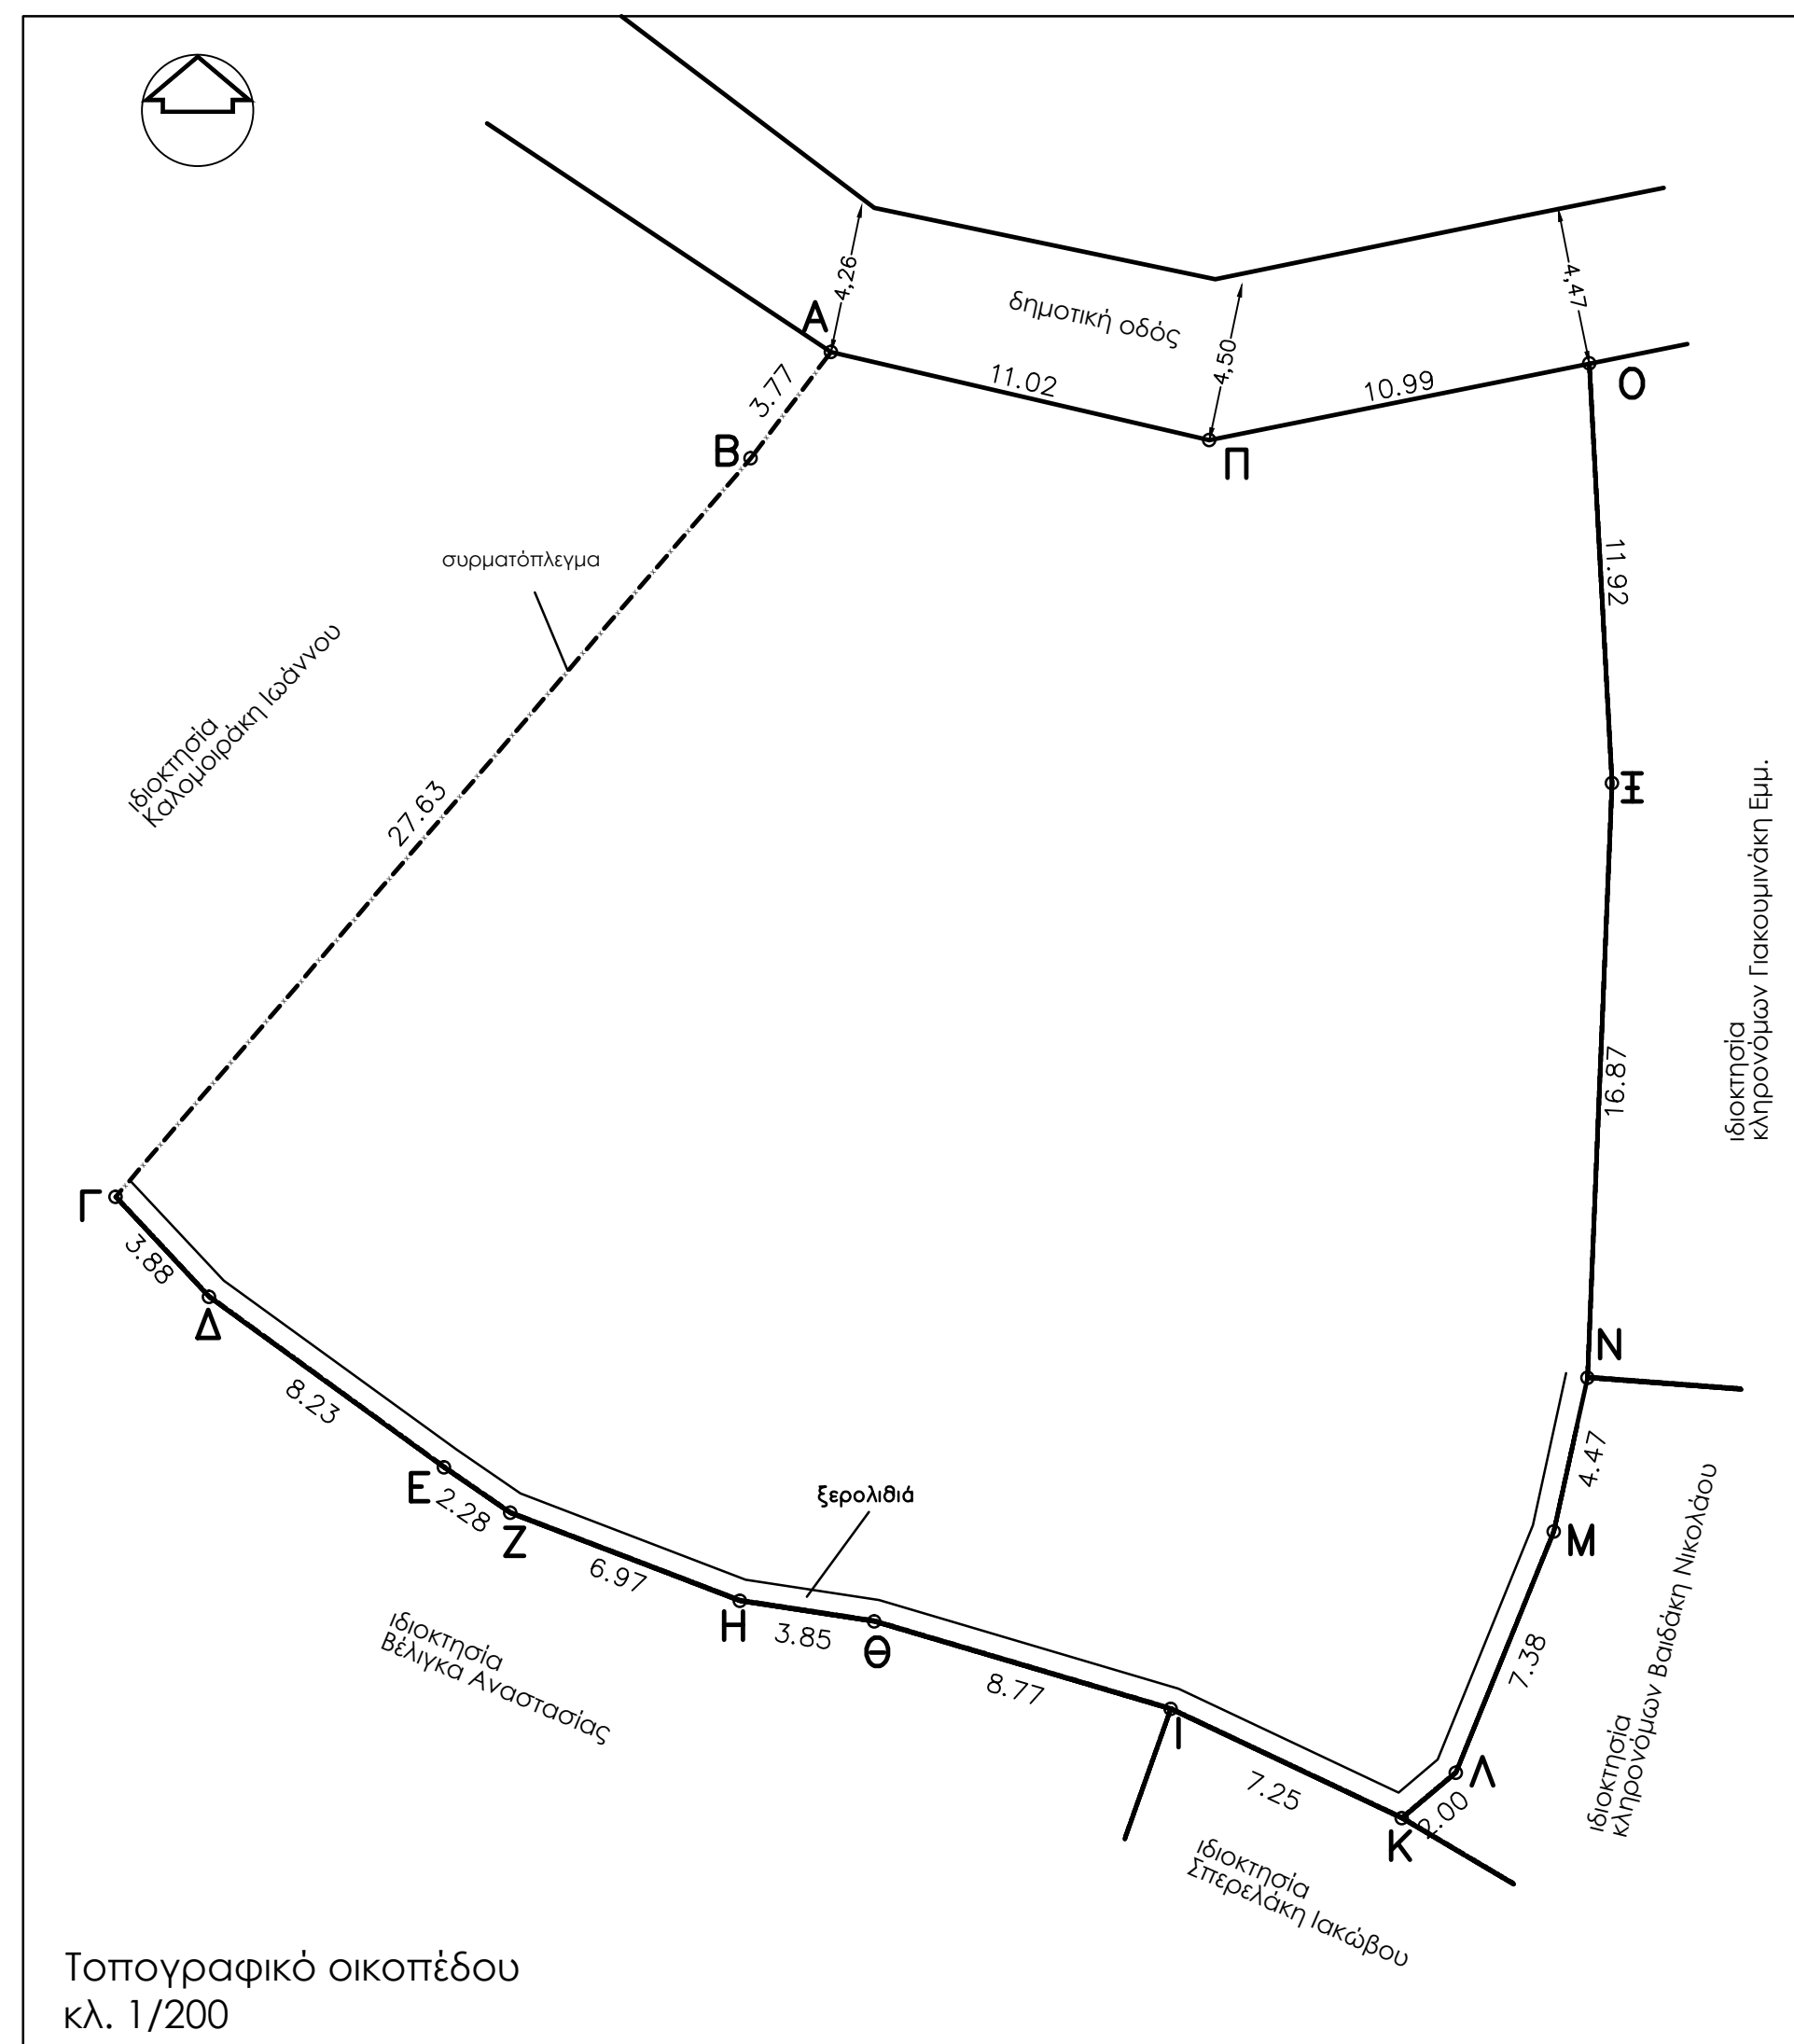 4,26
δημοτική οδός
4,50
4,47
Α
11.02
10.99
Ο
Π
3.77
Β
συρματόπλεγμα
11.92
Ξ
ιδιοκτησία
Καλομοιράκη Ιωάννου
27.63
ιδιοκτησία
κληρονόμων Γιακουμινάκη Εμμ.
16.87
Γ
3.88
Δ
8.23
Ε
2.28
Ζ
6.97
Η
3.85
Θ
ξερολιθιά
8.77
Ι
7.25
Κ
2.00
Λ
7.38
Μ
4.47
Ν
ιδιοκτησία
Βέλιγκα Αναστασίας
ιδιοκτησία
Σπερελάκη Ιακώβου
ιδιοκτησία
κληρονόμων Βαιδάκη Νικολάου
Τοπογραφικό οικοπέδου
κλ. 1/200